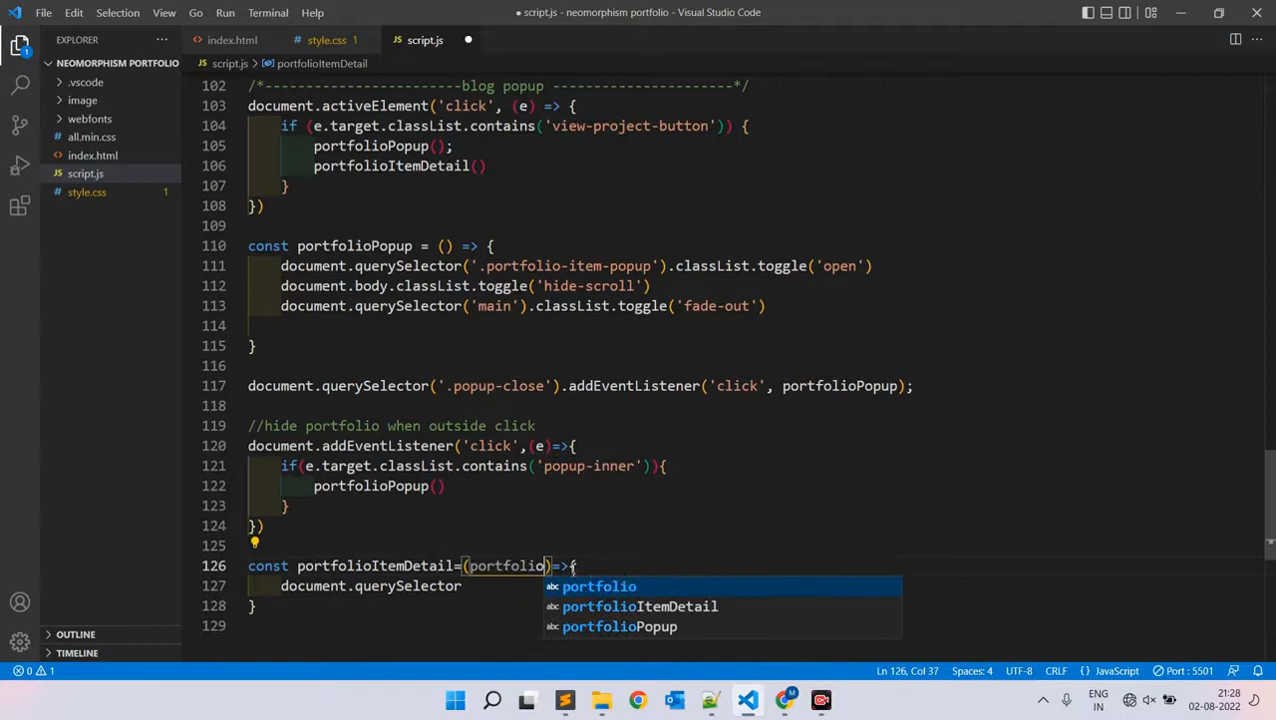 File Edit Selection View Go Run Terminal Help
● script.js - neomorphism portfolio - Visual Studio Code
EXPLORER
index.html
style.css 1
script.js
NEOMORPHISM PORTFOLIO
script.js > portfolioItemDetail
.vscode
image
webfonts
all.min.css
index.html
script.js
style.css 1
102 /*------------------------blog popup ----------------------*/
103 document.activeElement('click', (e) => {
104 if (e.target.classList.contains('view-project-button')) {
105 portfolioPopup();
106 portfolioItemDetail()
107 }
108 })
109
110 const portfolioPopup = () => {
111 document.querySelector('.portfolio-item-popup').classList.toggle('open')
112 document.body.classList.toggle('hide-scroll')
113 document.querySelector('main').classList.toggle('fade-out')
114
115 }
116
117 document.querySelector('.popup-close').addEventListener('click', portfolioPopup);
118
119 //hide portfolio when outside click
120 document.addEventListener('click',(e)=>{
121 if(e.target.classList.contains('popup-inner')){
122 portfolioPopup()
123 }
124 })
125
126 const portfolioItemDetail=(portfolio)=>{
127 document.querySelector
128 }
129
abc portfolio
abc portfolioItemDetail
abc portfolioPopup
OUTLINE
TIMELINE
0 1
Ln 126, Col 37 Spaces: 4 UTF-8 CRLF {} JavaScript Port : 5501
ENG
IN
21:28
02-08-2022